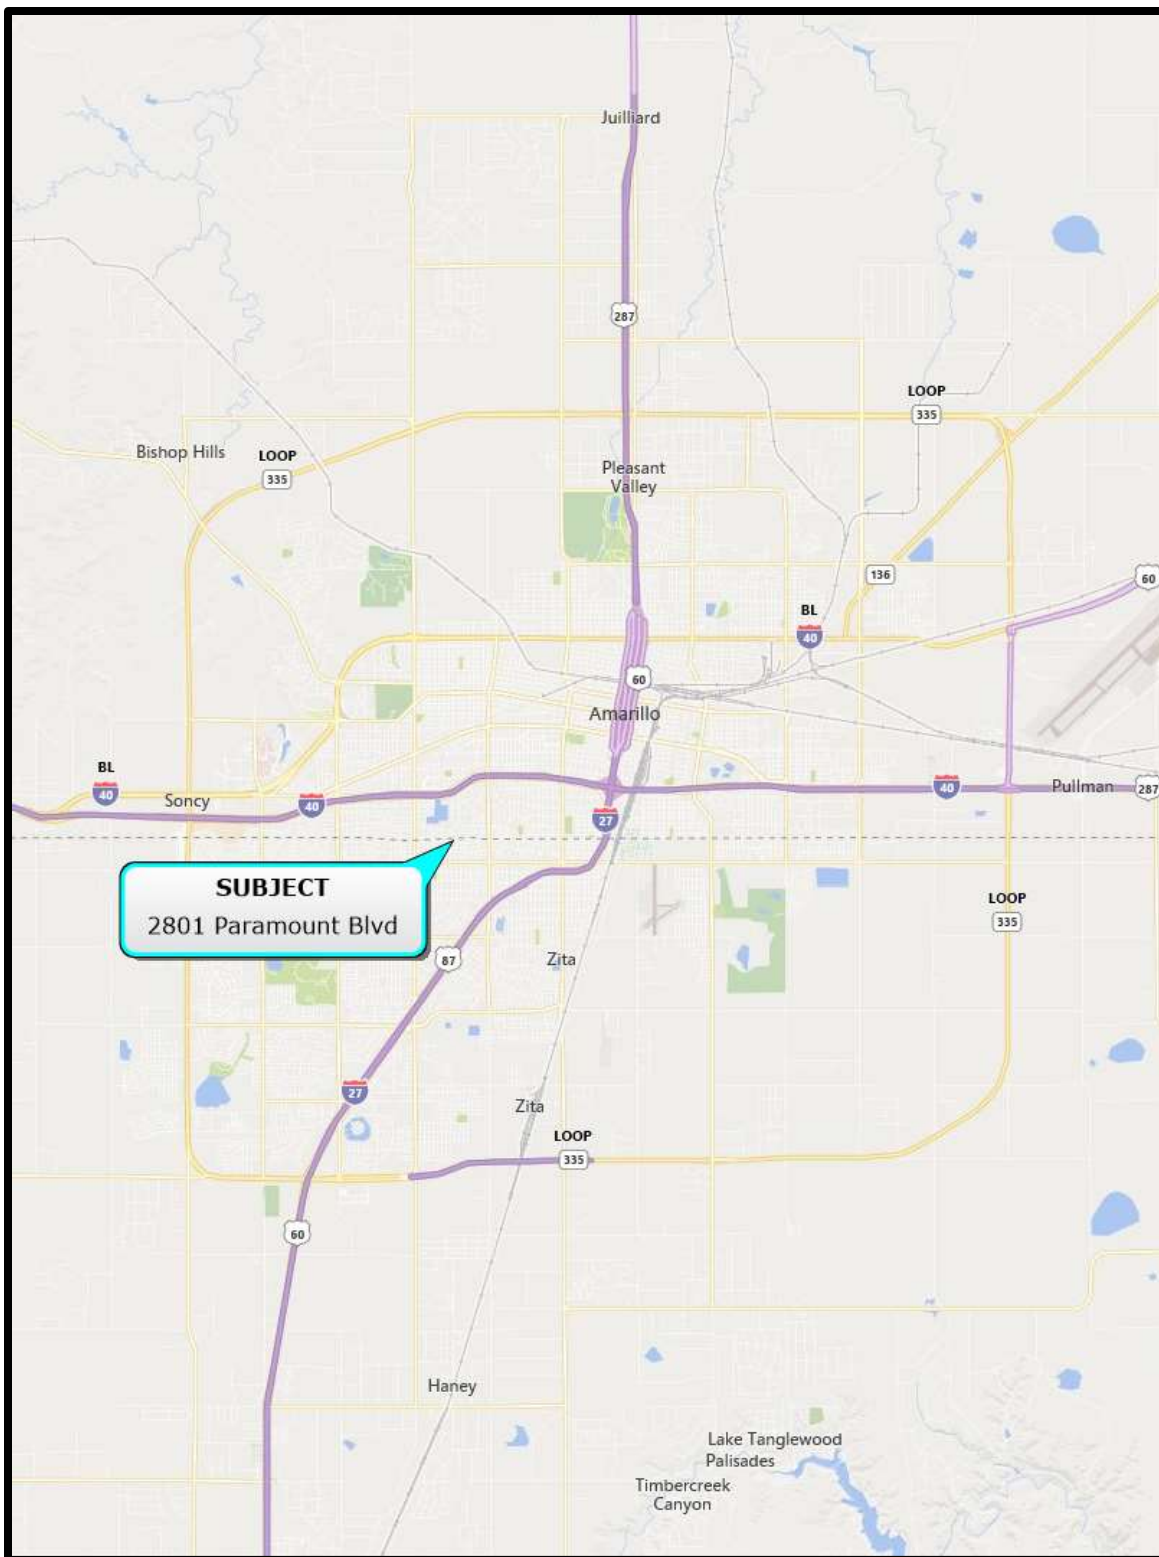 Juilliard
287
LOOP
335
Bishop Hills
LOOP
335
Pleasant
Valley
136
60
BL
40
60
Amarillo
BL
40
Soncy
40
40
Pullman
287
27
SUBJECT
2801 Paramount Blvd
LOOP
335
87
Zita
27
Zita
LOOP
335
60
Haney
Lake Tanglewood
Palisades
Timbercreek
Canyon